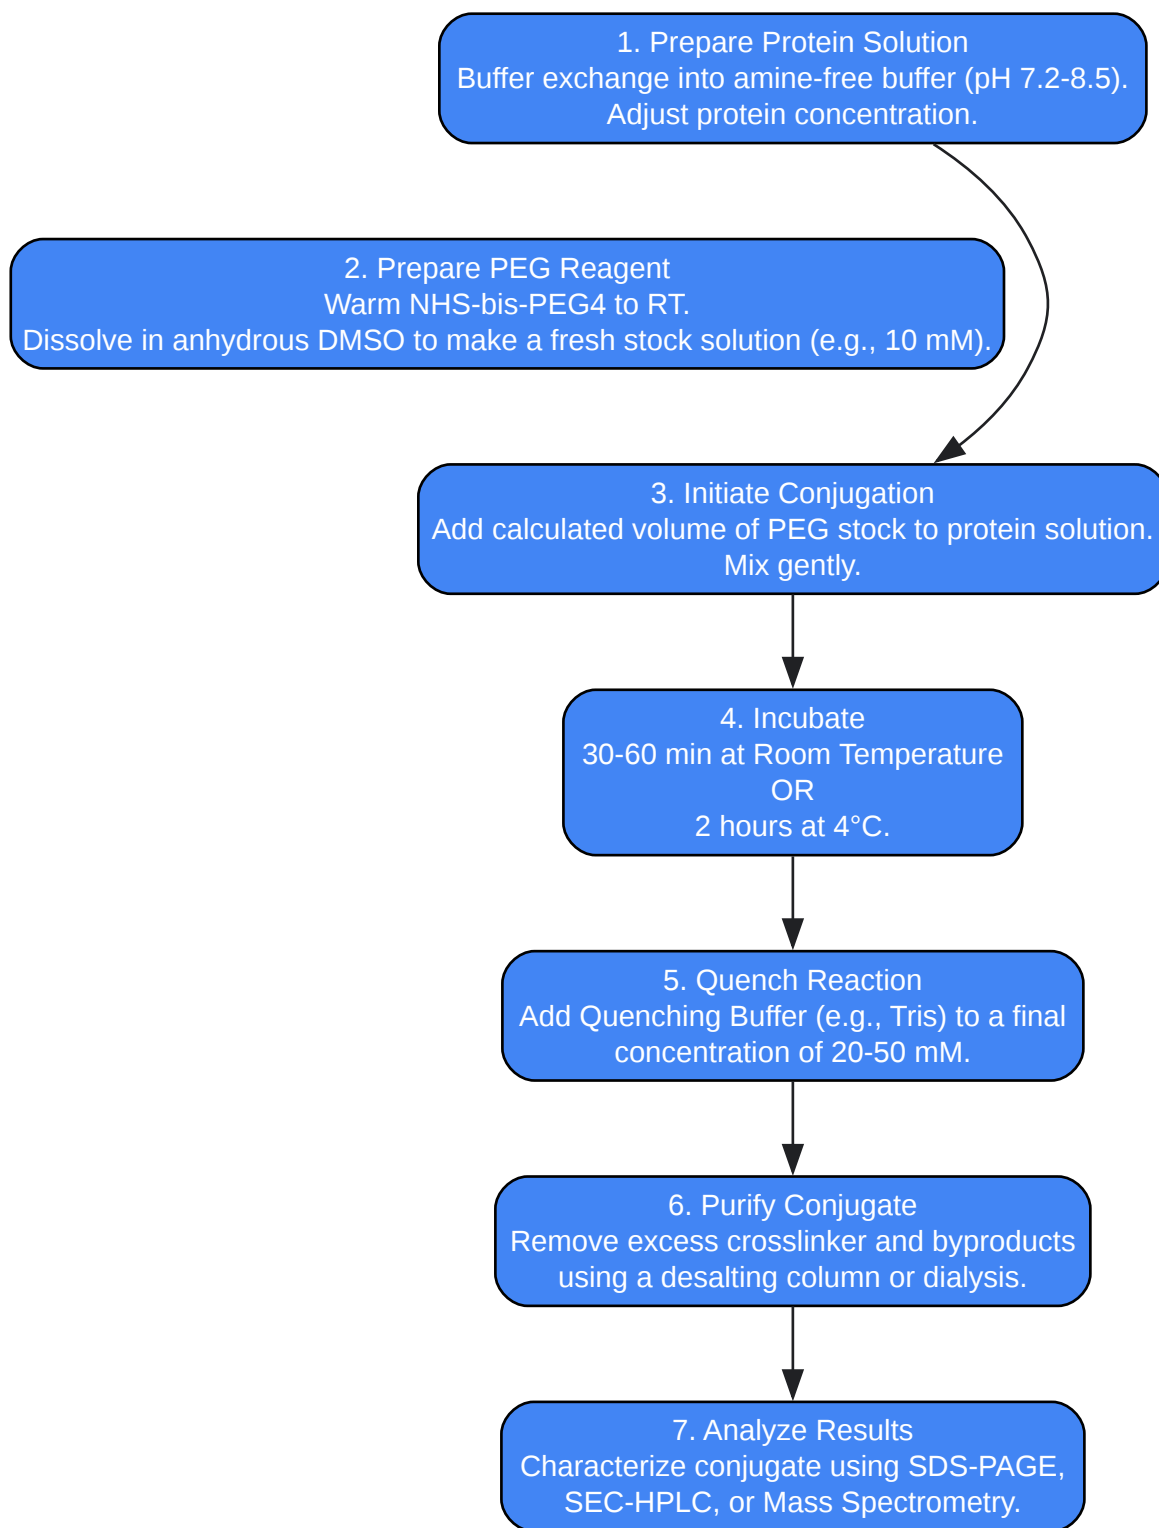 1. Prepare Protein Solution
Buffer exchange into amine-free buffer (pH 7.2-8.5).
Adjust protein concentration.
2. Prepare PEG Reagent
Warm NHS-bis-PEG4 to RT.
Dissolve in anhydrous DMSO to make a fresh stock solution (e.g., 10 mM).
3. Initiate Conjugation
Add calculated volume of PEG stock to protein solution.
Mix gently.
4. Incubate
30-60 min at Room Temperature
OR
2 hours at 4°C.
5. Quench Reaction
Add Quenching Buffer (e.g., Tris) to a final
concentration of 20-50 mM.
6. Purify Conjugate
Remove excess crosslinker and byproducts
using a desalting column or dialysis.
7. Analyze Results
Characterize conjugate using SDS-PAGE,
SEC-HPLC, or Mass Spectrometry.